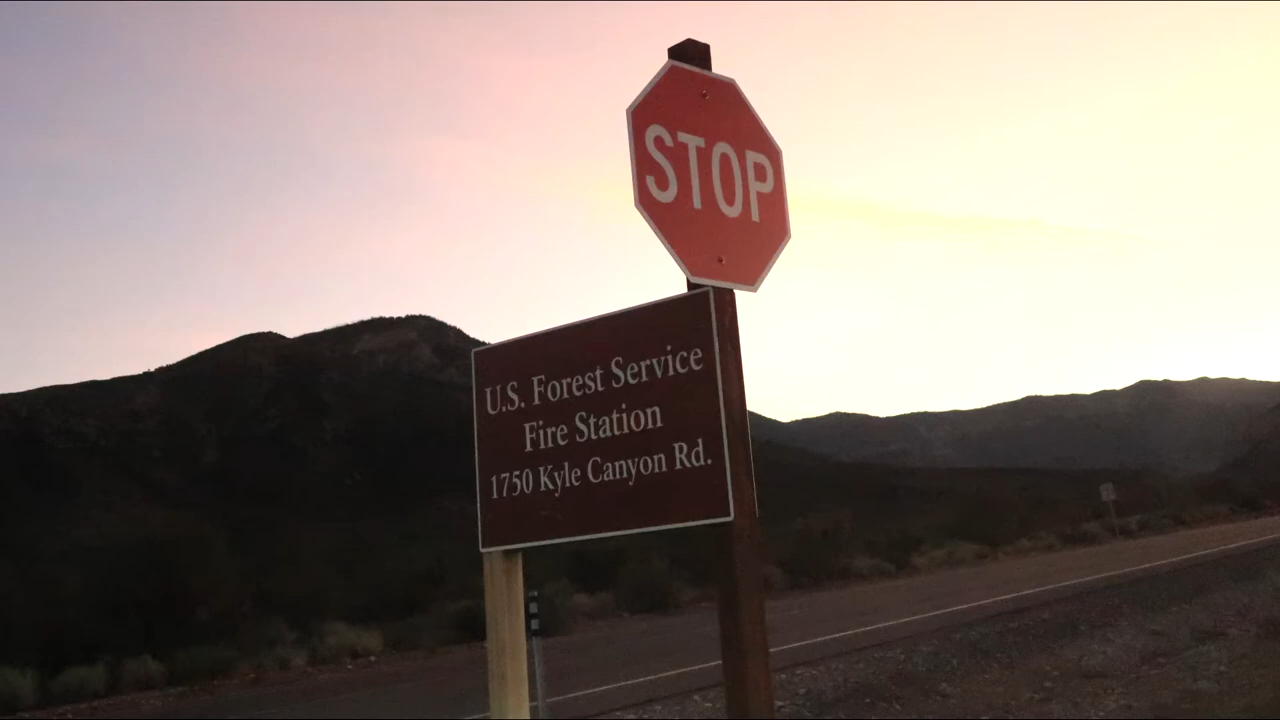 STOP
U.S. Forest Service
Fire Station
1750 Kyle Canyon Rd.